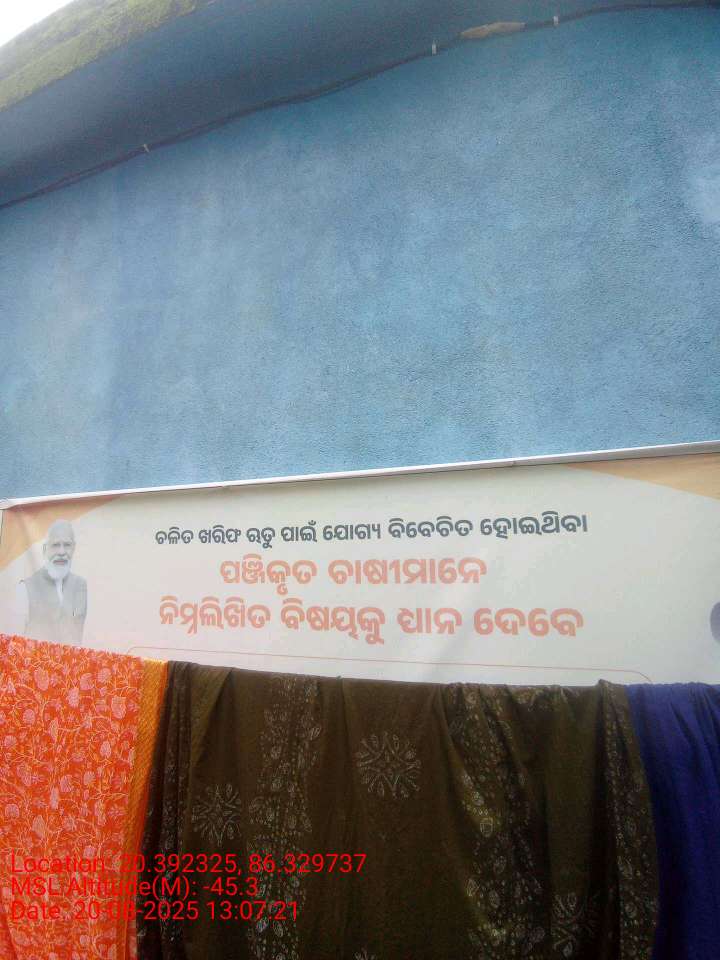 ଚଳିତ ଖରିଫ ଋତୁ ପାଇଁ ଯୋଗ୍ୟ ବିବେଚିତ ହୋଇଥିବା
ପଞ୍ଜିକୃତ ଚାଷୀମାନେ
ନିମ୍ନଲିଖିତ ବିଷୟକୁ ଧ୍ୟାନ ଦେବେ
Location: 20.392325, 86.329737
MSL Altitude(M): -45.3
Date: 20-08-2025 13:07:21